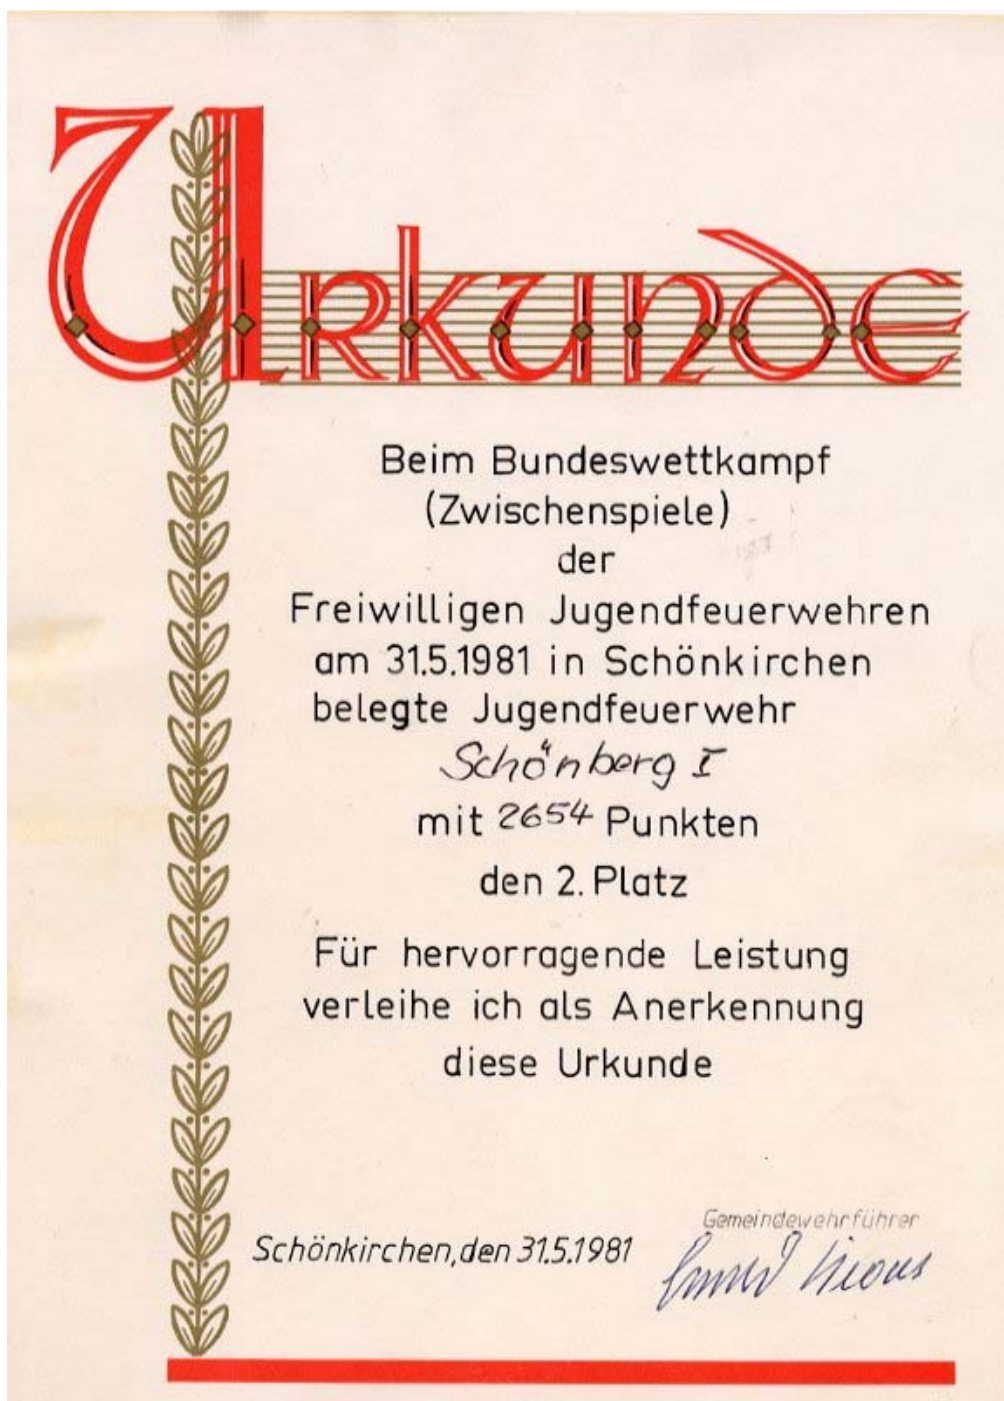 Urkunde
Beim Bundeswettkampf
(Zwischenspiele)
der
Freiwilligen Jugendfeuerwehren
am 31.5.1981 in Schönkirchen
belegte Jugendfeuerwehr
Schönberg I
mit 2654 Punkten
den 2. Platz
Für hervorragende Leistung
verleihe ich als Anerkennung
diese Urkunde
Gemeindewehrführer
Schönkirchen, den 31.5.1981